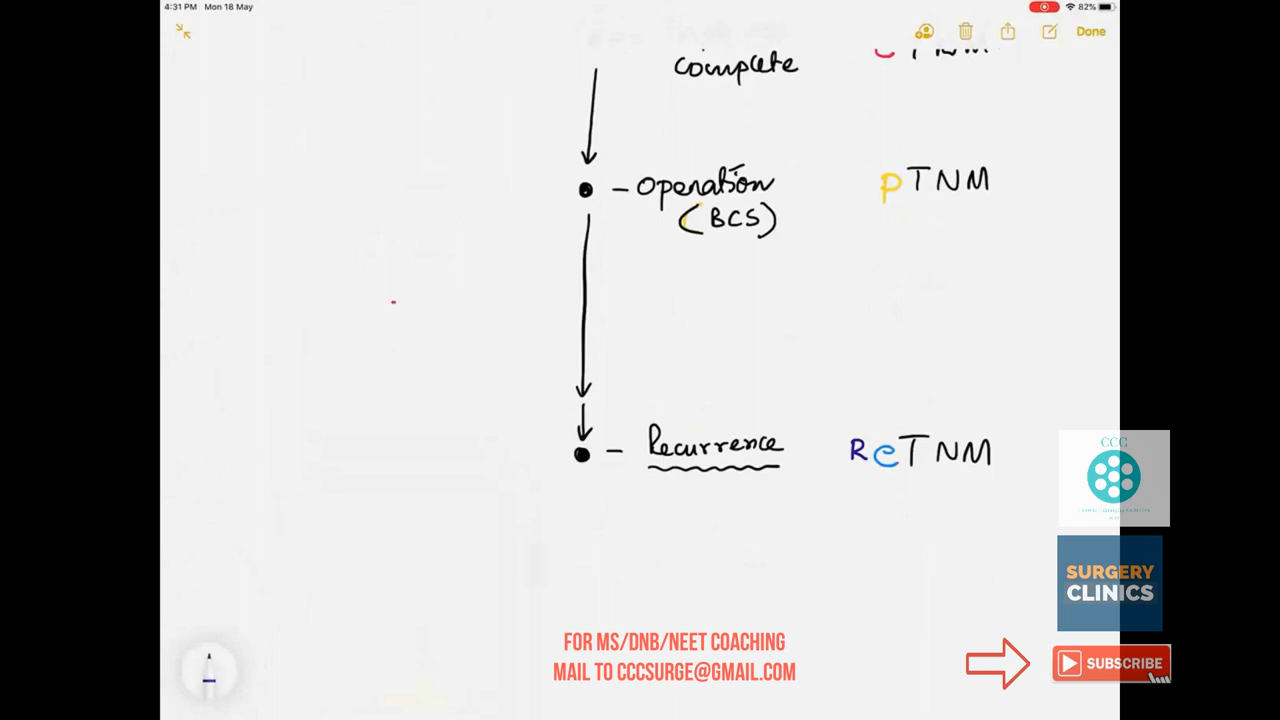 4:31 PM Mon 18 May
82%
Done
complete
- Operation pTNM
(BCS)
- Recurrence ReTNM
CCC
SURGERY
CLINICS
FOR MS/DNB/NEET COACHING
MAIL TO CCCSURGE@GMAIL.COM
SUBSCRIBE